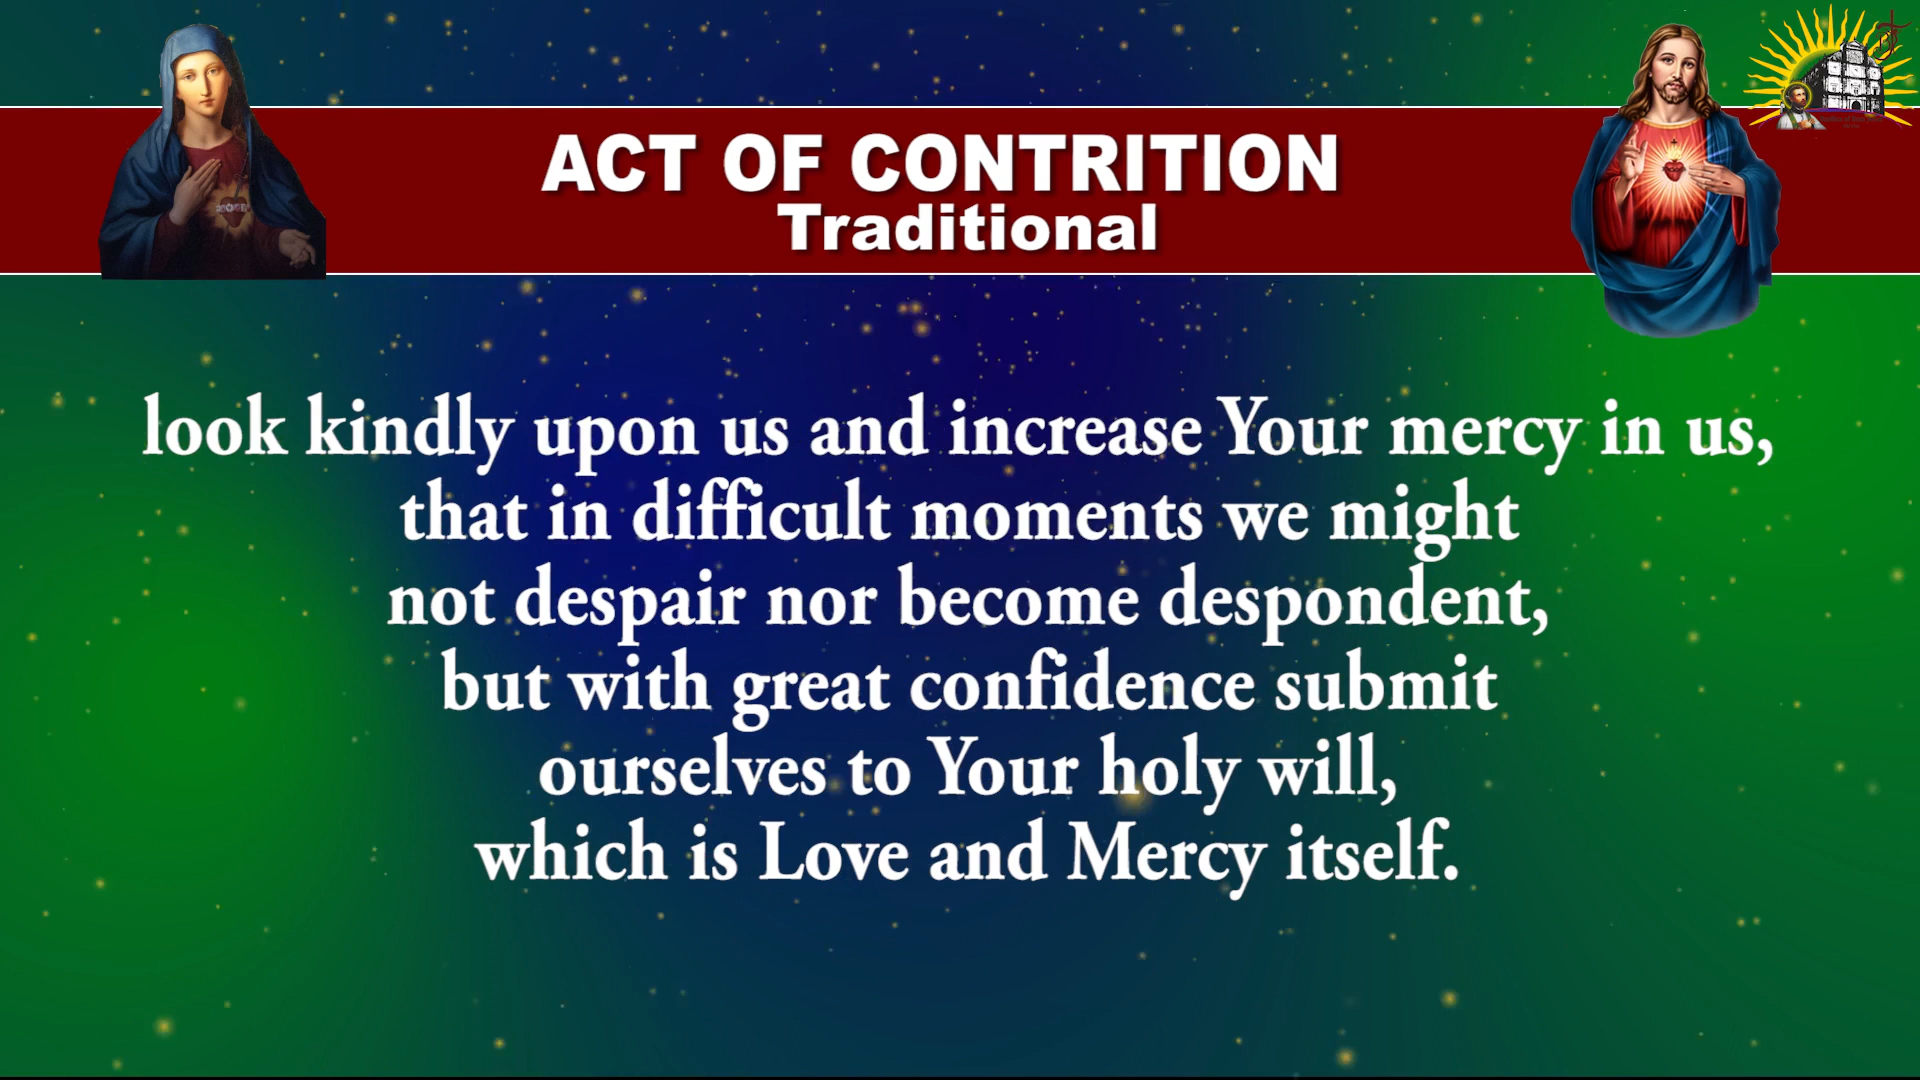 ACT OF CONTRITION
Traditional
look kindly upon us and increase Your mercy in us,
that in difficult moments we might
not despair nor become despondent,
but with great confidence submit
ourselves to Your holy will,
which is Love and Mercy itself.